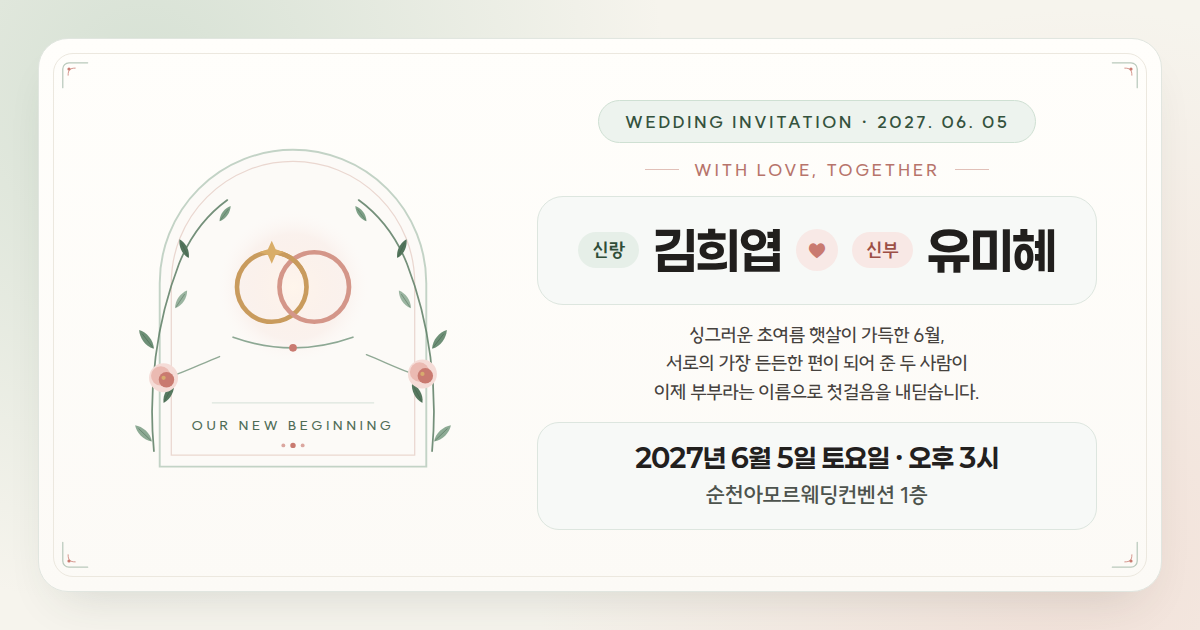 WEDDING INVITATION · 2027. 06. 05
WITH LOVE, TOGETHER
신랑 김희엽 신부 유미혜
싱그러운 초여름 햇살이 가득한 6월,
서로의 가장 든든한 편이 되어 준 두 사람이
이제 부부라는 이름으로 첫걸음을 내딛습니다.
2027년 6월 5일 토요일 · 오후 3시
순천아모르웨딩컨벤션 1층
OUR NEW BEGINNING